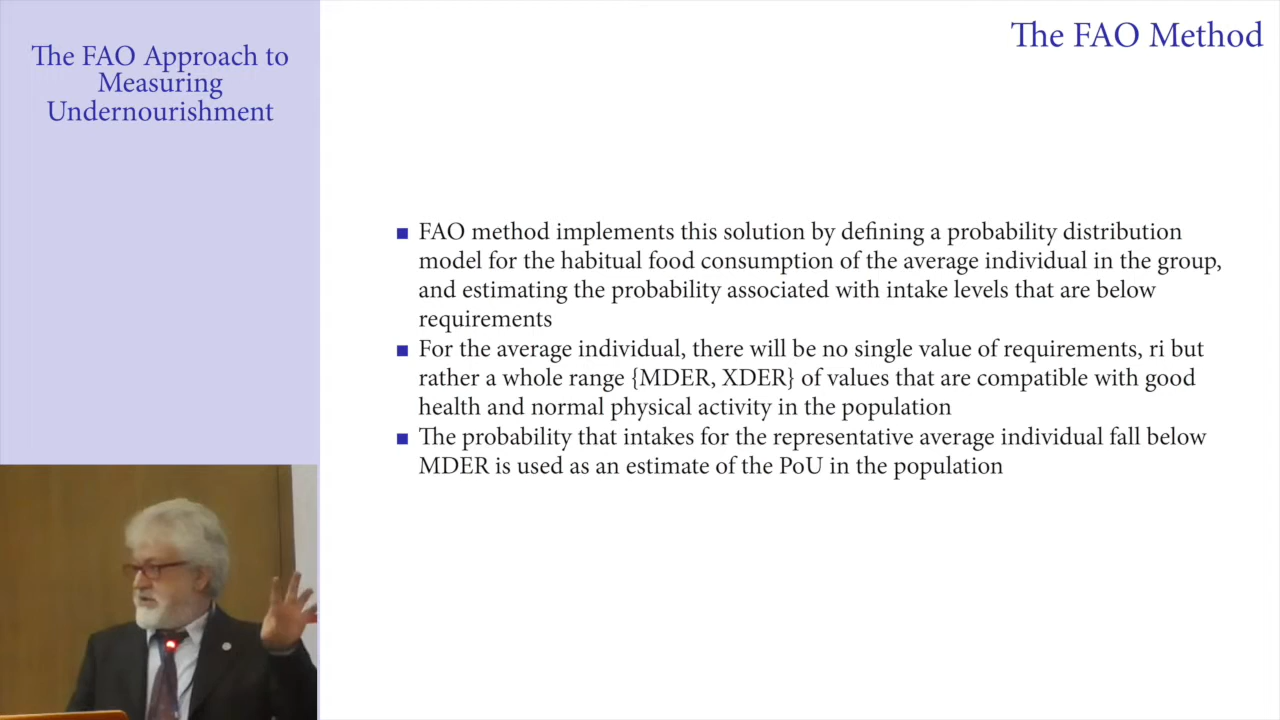 The FAO Approach to
Measuring
Undernourishment
The FAO Method
FAO method implements this solution by defining a probability distribution
model for the habitual food consumption of the average individual in the group,
and estimating the probability associated with intake levels that are below
requirements
For the average individual, there will be no single value of requirements, ri but
rather a whole range {MDER, XDER} of values that are compatible with good
health and normal physical activity in the population
The probability that intakes for the representative average individual fall below
MDER is used as an estimate of the PoU in the population